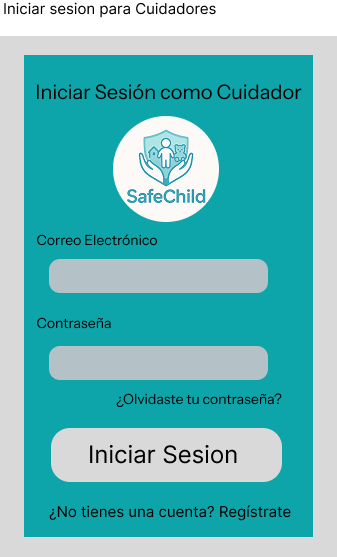 Iniciar sesion para Cuidadores
Iniciar Sesión como Cuidador
SafeChild
Correo Electrónico
Contraseña
¿Olvidaste tu contraseña?
Iniciar Sesion
¿No tienes una cuenta? Regístrate